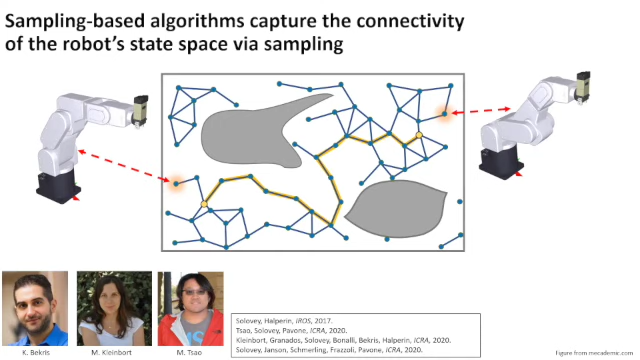 Sampling-based algorithms capture the connectivity
of the robot's state space via sampling
K. Bekris
M. Kleinbort
M. Tsao
Solovey, Halperin, IROS, 2017.
Tsao, Solovey, Pavone, ICRA, 2020.
Kleinbort, Granados, Solovey, Bonalli, Bekris, Halperin, ICRA, 2020.
Solovey, Janson, Schmerling, Frazzoli, Pavone, ICRA, 2020.
Figure from mecademic.com